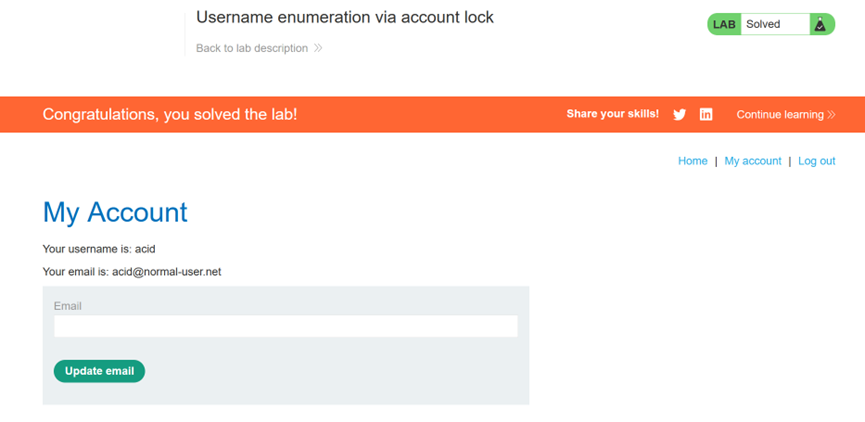 Username enumeration via account lock
LAB Solved
Back to lab description
Congratulations, you solved the lab!
Share your skills!
Continue learning
Home | My account | Log out
My Account
Your username is: acid
Your email is: acid@normal-user.net
Email
Update email